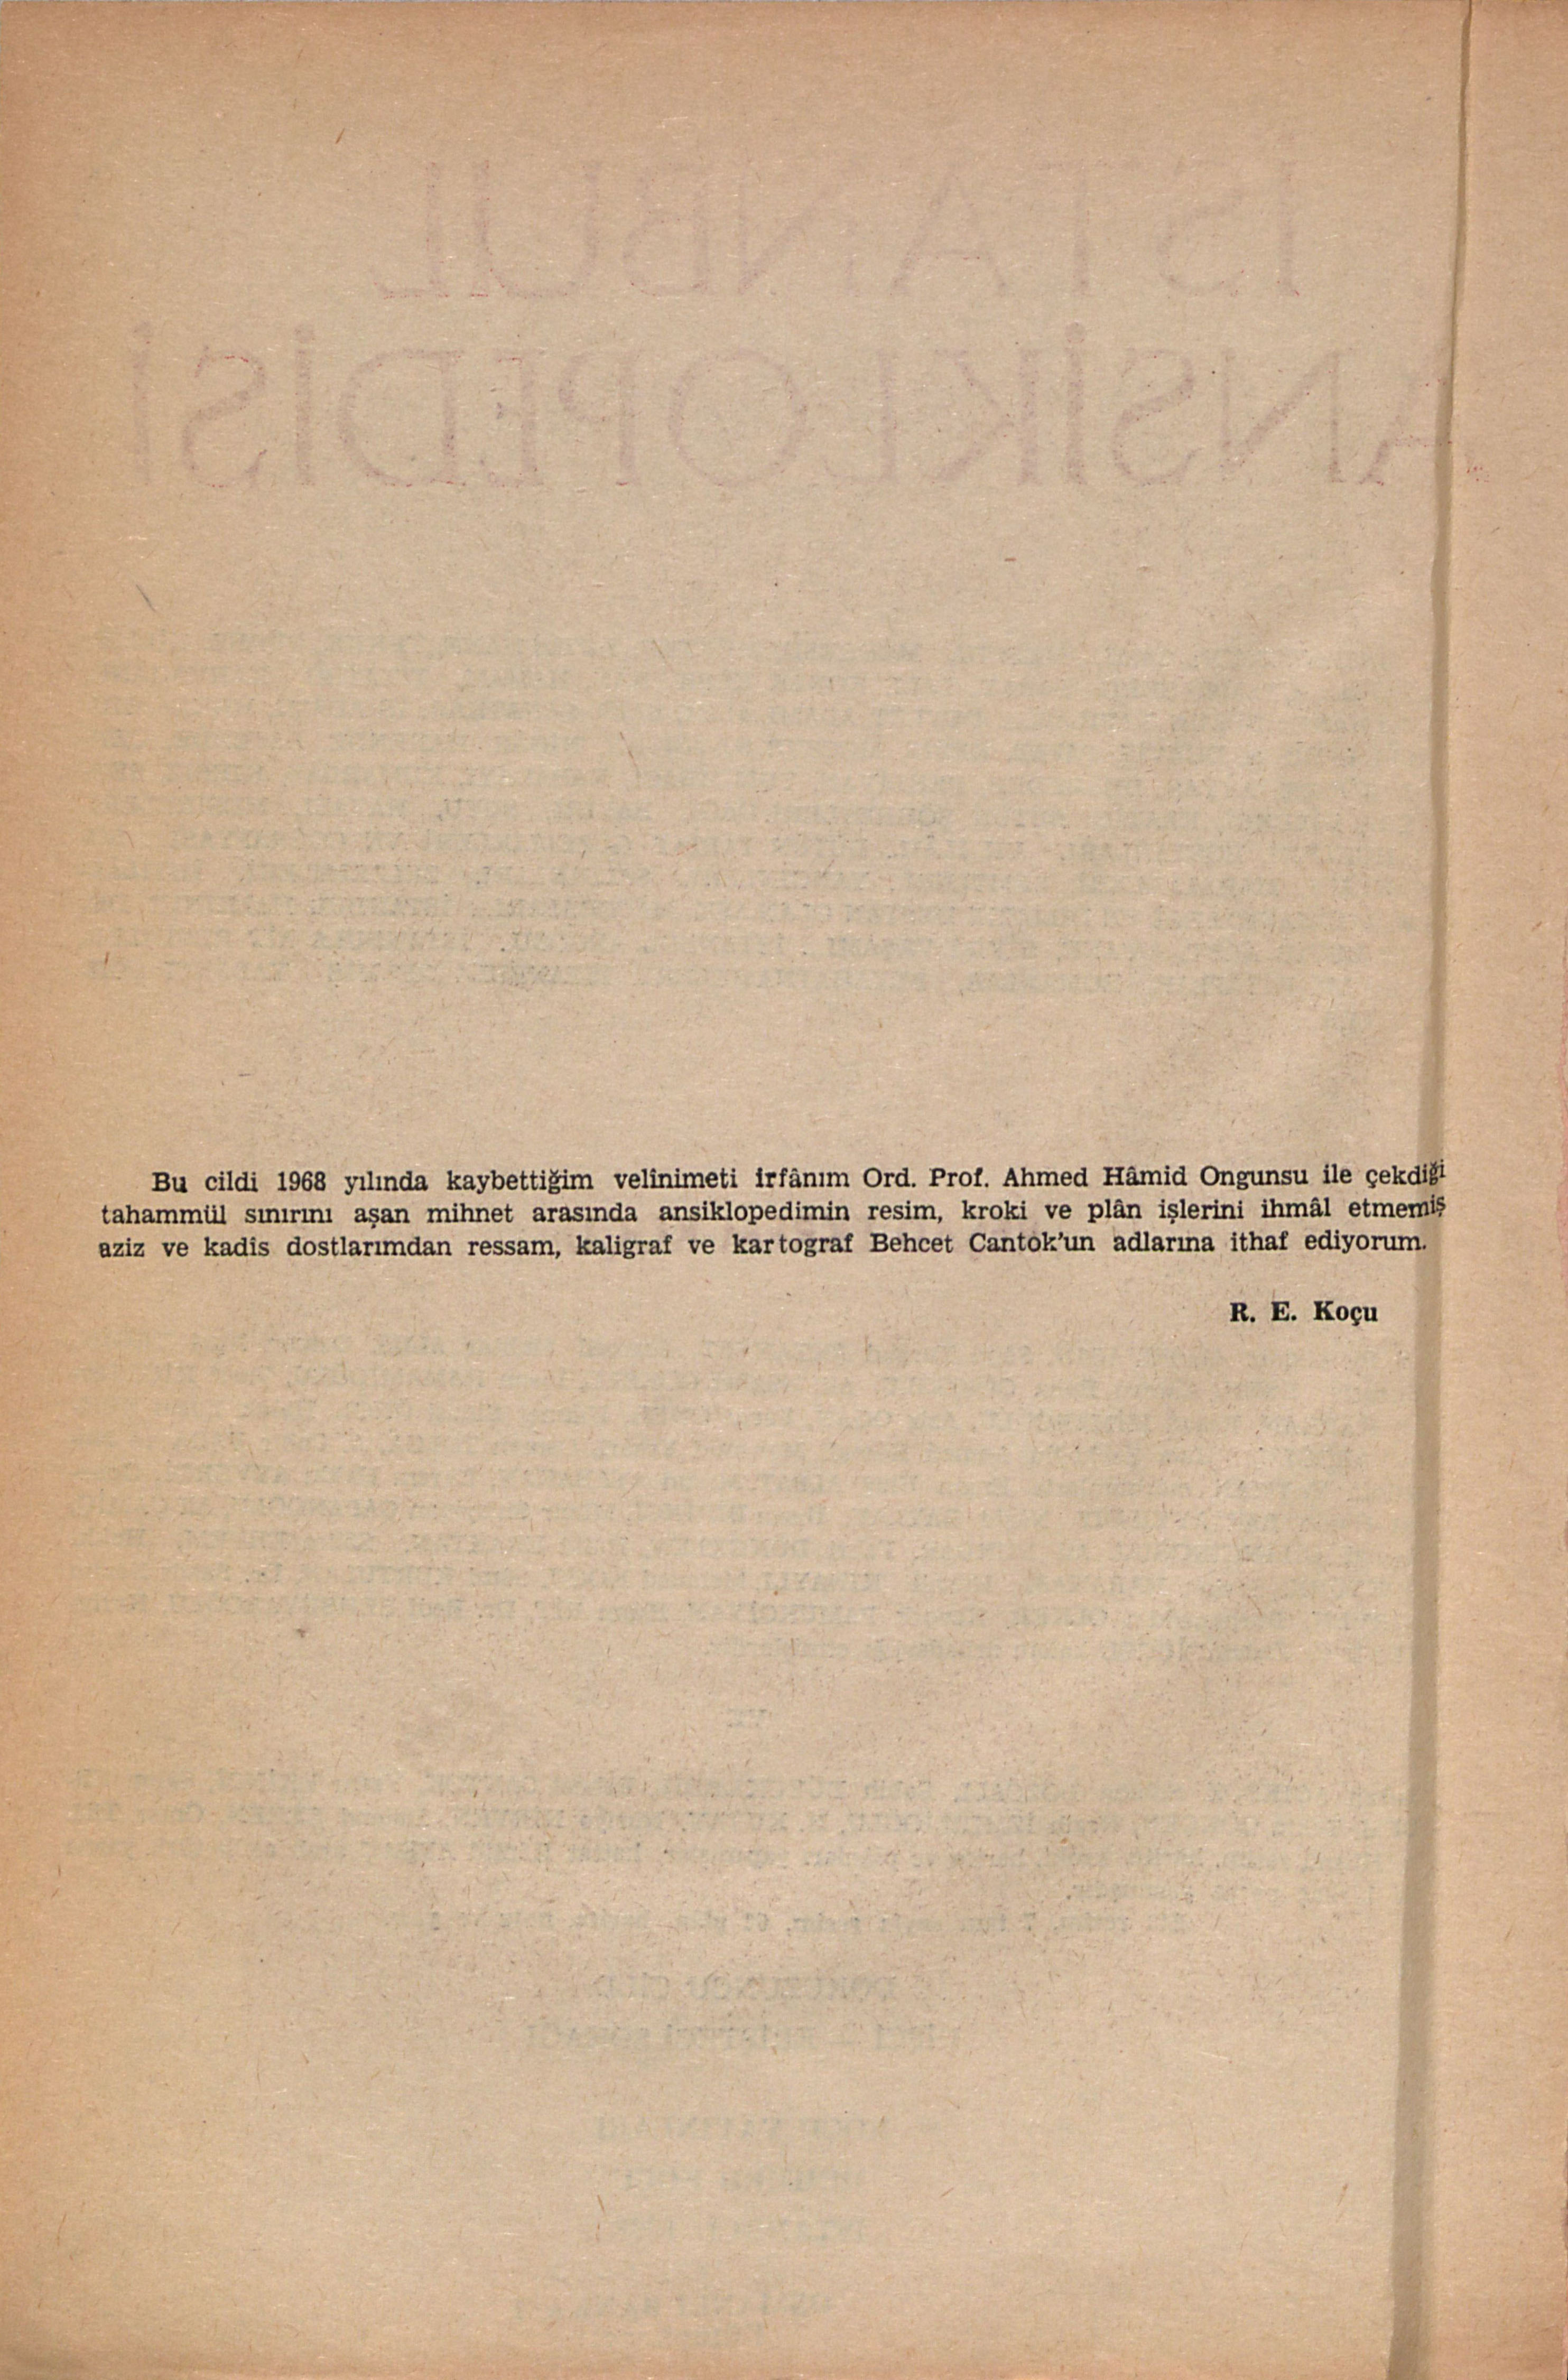 Bu cildi 1968 yılında kaybettiğim velînimeti irfânım Ord. Prof. Ahmed Hâmid Ongunsu ile çekdiği
tahammül sınırını aşan mihnet arasında ansiklopedimin resim, kroki ve plân işlerini ihmâl etmemiş
aziz ve kadîs dostlarımdan ressam, kaligraf ve kartograf Behcet Cantok'un adlarına ithaf ediyorum.
R. E. Koçu